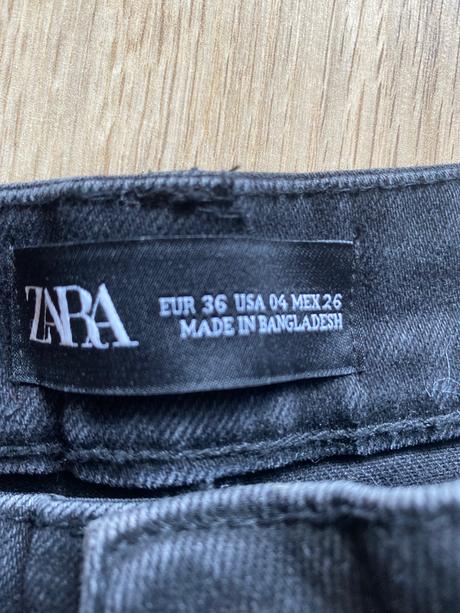 ZARA
EUR 36 USA 04 MEX 26
MADE IN BANGLADESH